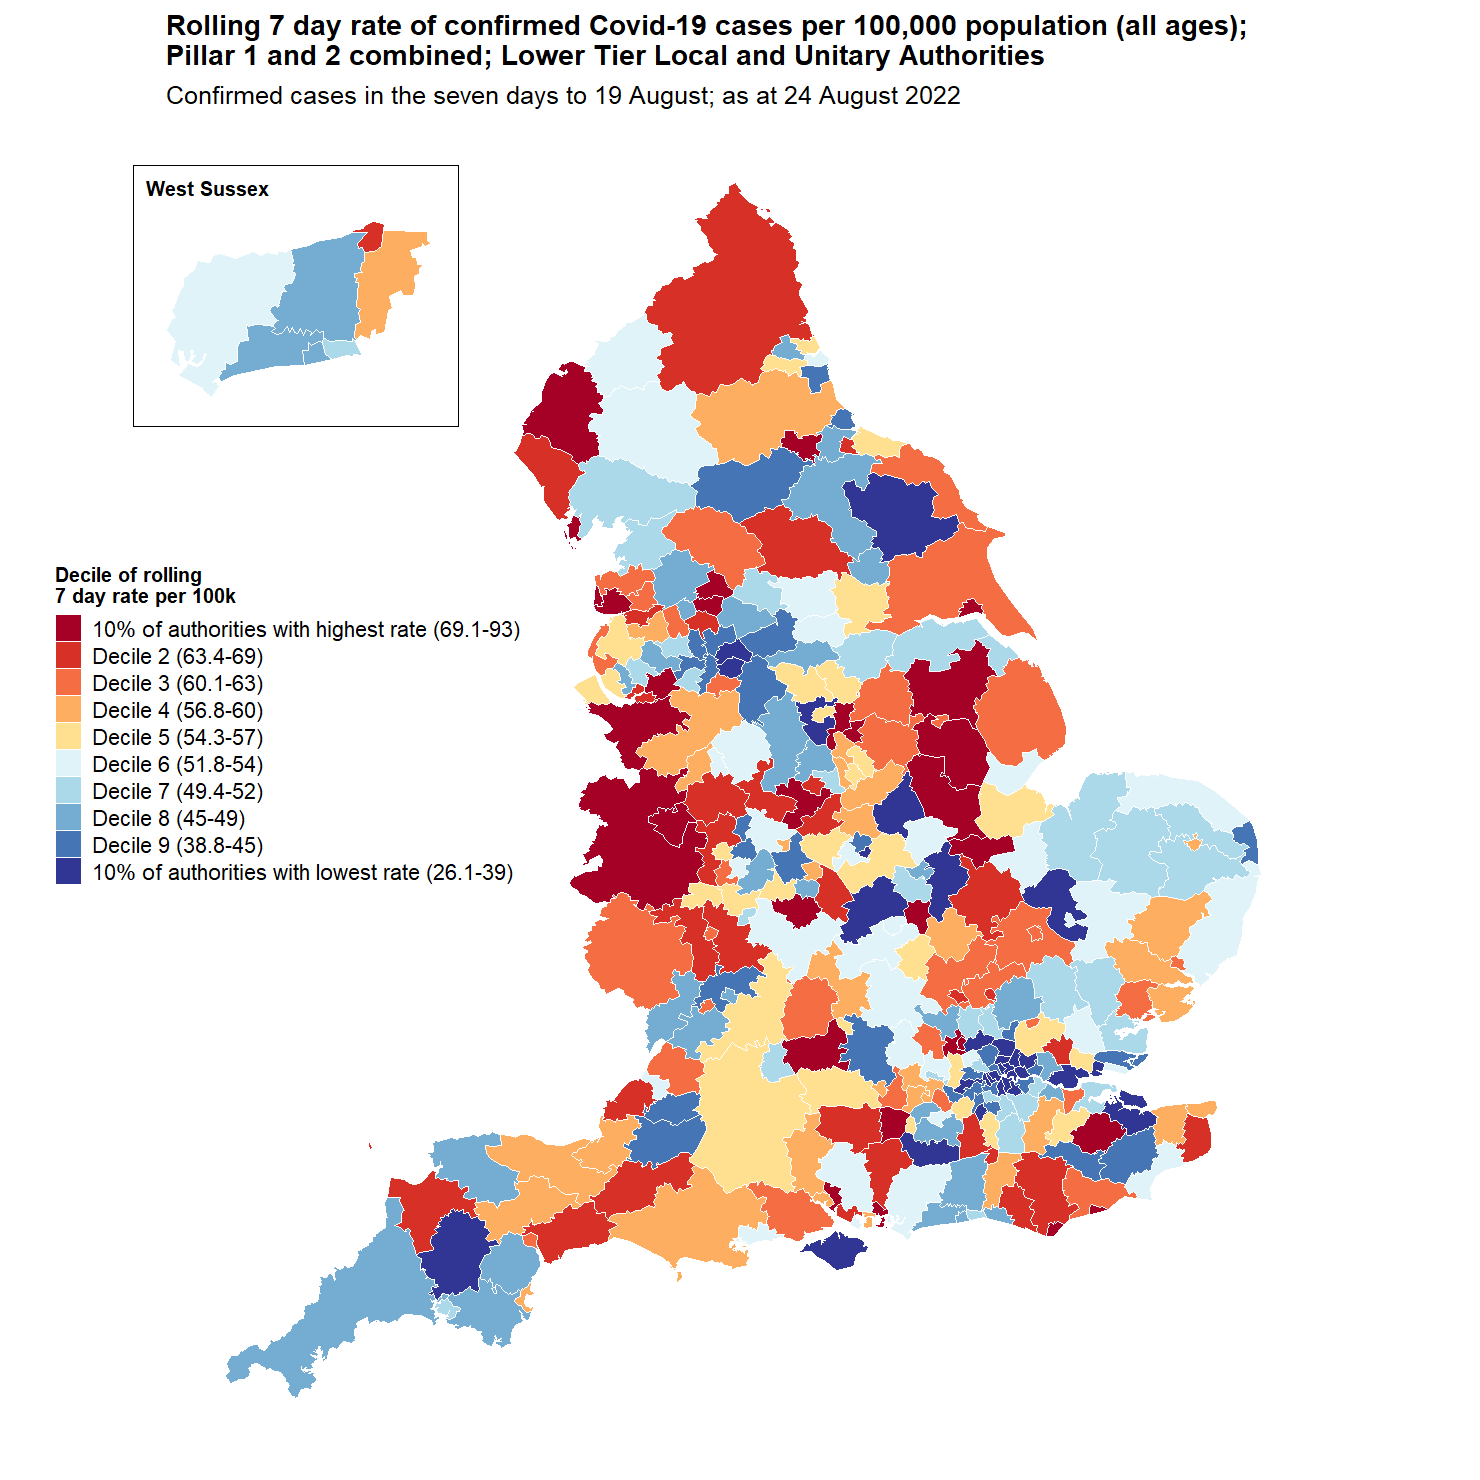 Rolling 7 day rate of confirmed Covid-19 cases per 100,000 population (all ages);
Pillar 1 and 2 combined; Lower Tier Local and Unitary Authorities
Confirmed cases in the seven days to 19 August; as at 24 August 2022
West Sussex
Decile of rolling
7 day rate per 100k
10% of authorities with highest rate (69.1-93)
Decile 2 (63.4-69)
Decile 3 (60.1-63)
Decile 4 (56.8-60)
Decile 5 (54.3-57)
Decile 6 (51.8-54)
Decile 7 (49.4-52)
Decile 8 (45-49)
Decile 9 (38.8-45)
10% of authorities with lowest rate (26.1-39)